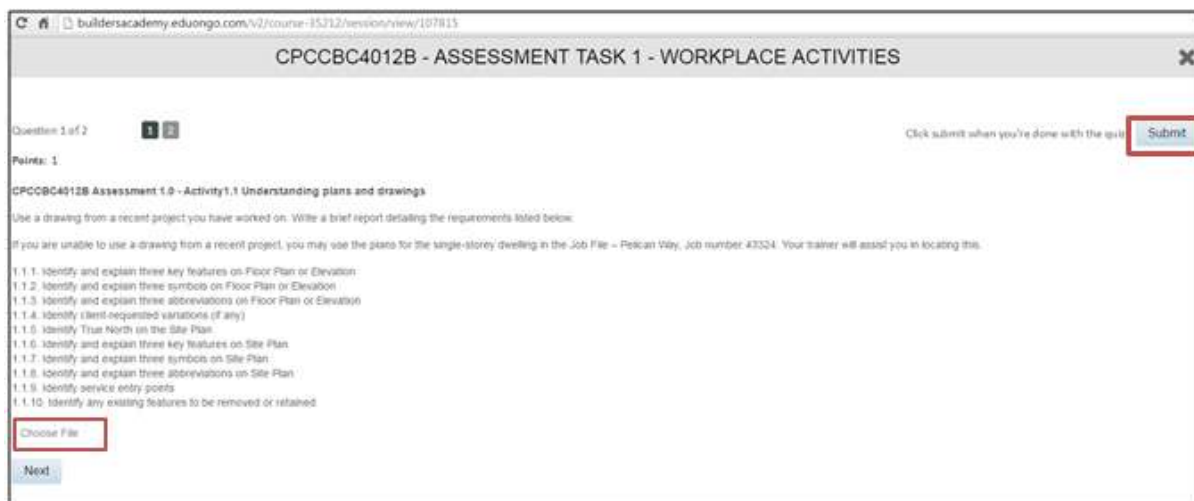 buildersacademy.eduongo.com/v2/course-35212/session/view/107815
CPCCBC4012B - ASSESSMENT TASK 1 - WORKPLACE ACTIVITIES
Question 1 of 2
1 2
Click submit when you're done with the quiz
Submit
Points: 1
CPCCBC4012B Assessment 1.0 - Activity1.1 Understanding plans and drawings
Use a drawing from a recent project you have worked on. Write a brief report detailing the requirements listed below.
If you are unable to use a drawing from a recent project, you may use the plans for the single-storey dwelling in the Job File – Pelican Way, Job number 43324. Your trainer will assist you in locating this.
1.1.1. Identify and explain three key features on Floor Plan or Elevation
1.1.2. Identify and explain three symbols on Floor Plan or Elevation
1.1.3. Identify and explain three abbreviations on Floor Plan or Elevation
1.1.4. Identify client-requested variations (if any)
1.1.5. Identify True North on the Site Plan
1.1.6. Identify and explain three key features on Site Plan
1.1.7. Identify and explain three symbols on Site Plan
1.1.8. Identify and explain three abbreviations on Site Plan
1.1.9. Identify service entry points
1.1.10. Identify any existing features to be removed or retained
Choose File
Next